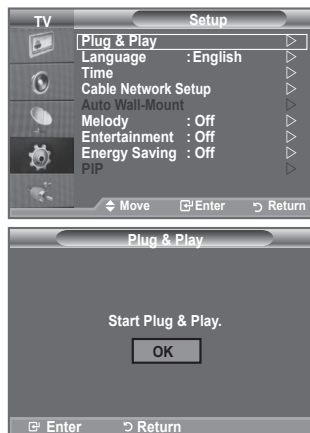 TV Setup
Plug & Play
Language : English
Time
Cable Network Setup
Auto Wall-Mount
Melody : Off
Entertainment : Off
Energy Saving : Off
PIP
Move Enter Return
Plug & Play
Start Plug & Play.
OK
Enter Return